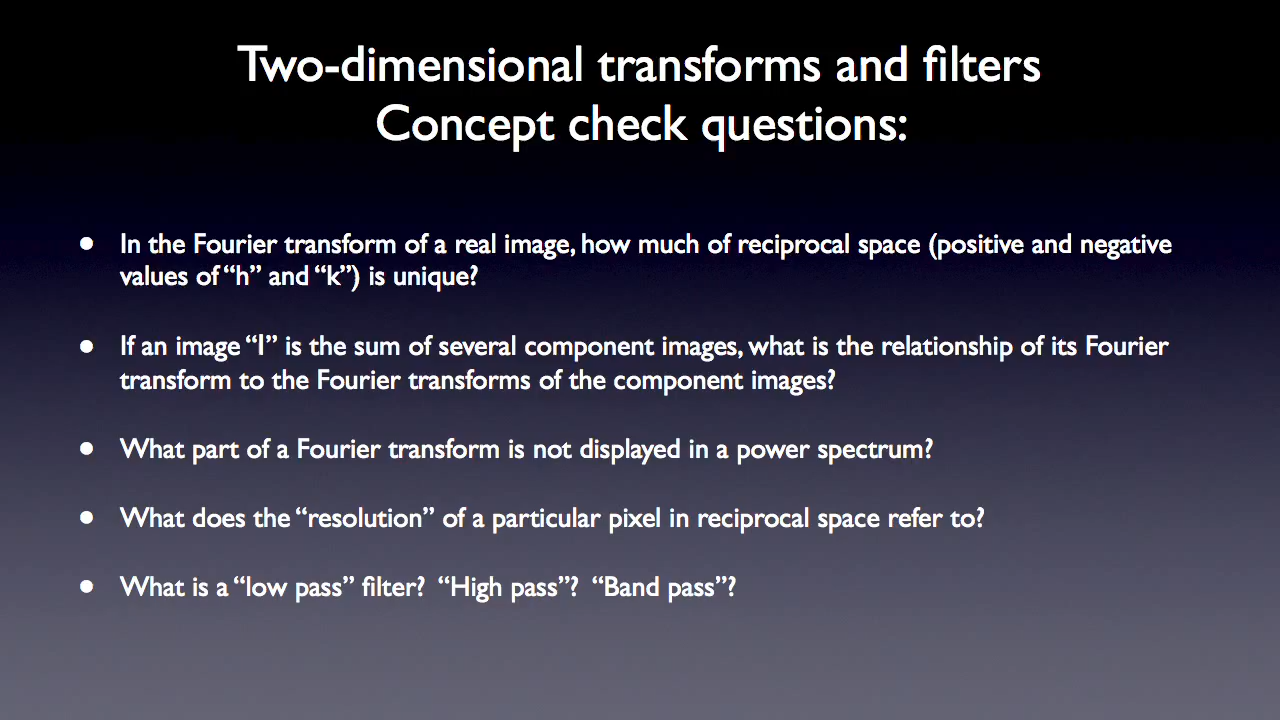 Two-dimensional transforms and filters
Concept check questions:
● In the Fourier transform of a real image, how much of reciprocal space (positive and negative
values of “h” and “k”) is unique?
● If an image “I” is the sum of several component images, what is the relationship of its Fourier
transform to the Fourier transforms of the component images?
● What part of a Fourier transform is not displayed in a power spectrum?
● What does the “resolution” of a particular pixel in reciprocal space refer to?
● What is a “low pass” filter?  “High pass”?  “Band pass”?